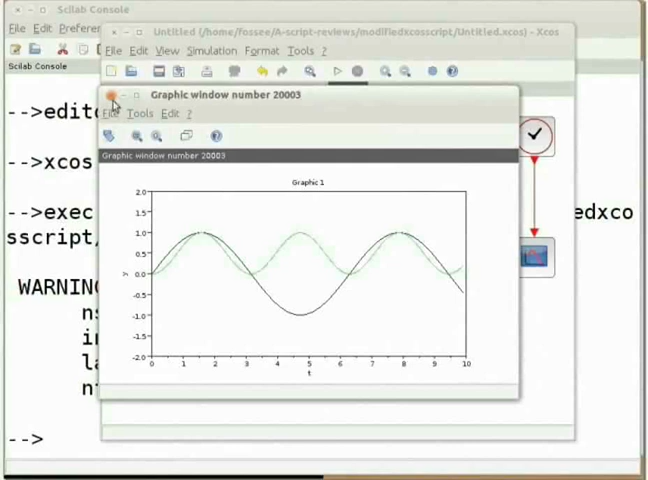 Scilab Console
File Edit Preferen
Scilab Console
Untitled (/home/fossee/A-script-reviews/modifiedxcosscript/Untitled.xcos) - Xcos
File Edit View Simulation Format Tools ?
Graphic window number 20003
File Tools Edit ?
Graphic window number 20003
Graphic 1
2.0
1.5
1.0
0.5
0.0
-0.5
-1.0
-1.5
-2.0
y
0 1 2 3 4 5 6 7 8 9 10
t
-->edito
-->xcos
-->exec
edxco
sscript/
WARNING
ns
in
la
n
-->